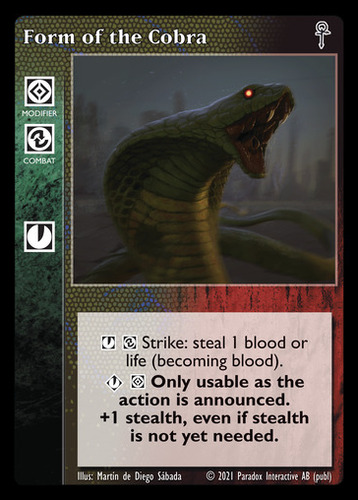 Form of the Cobra
MODIFIER
COMBAT
Strike: steal 1 blood or
life (becoming blood).
Only usable as the
action is announced.
+1 stealth, even if stealth
is not yet needed.
Illus: Martín de Diego Sábada © 2021 Paradox Interactive AB (publ)